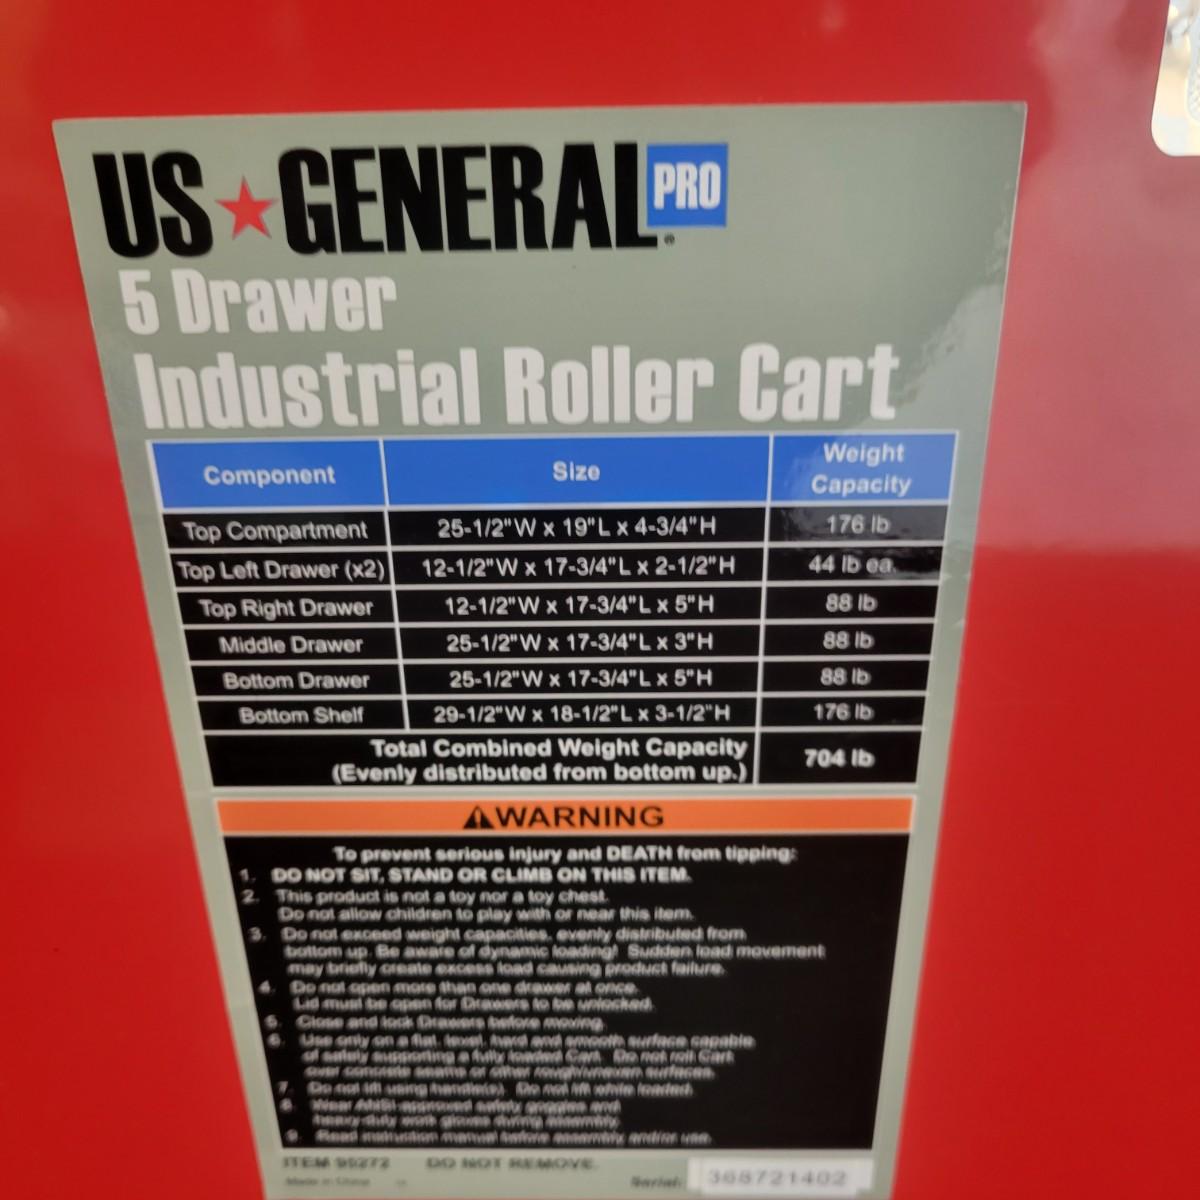 US★GENERAL PRO®
5 Drawer
Industrial Roller Cart
Component Size Weight Capacity
Top Compartment 25-1/2"W x 19"L x 4-3/4"H 176 lb
Top Left Drawer (x2) 12-1/2"W x 17-3/4"L x 2-1/2"H 44 lb ea.
Top Right Drawer 12-1/2"W x 17-3/4"L x 5"H 88 lb
Middle Drawer 25-1/2"W x 17-3/4"L x 3"H 88 lb
Bottom Drawer 25-1/2"W x 17-3/4"L x 5"H 88 lb
Bottom Shelf 29-1/2"W x 18-1/2"L x 3-1/2"H 176 lb
Total Combined Weight Capacity
(Evenly distributed from bottom up.) 704 lb
⚠WARNING
To prevent serious injury and DEATH from tipping:
1. DO NOT SIT, STAND OR CLIMB ON THIS ITEM.
2. This product is not a toy nor a toy chest.
Do not allow children to play with or near this item.
3. Do not exceed weight capacities, evenly distributed from
bottom up. Be aware of dynamic loading! Sudden load movement
may briefly create excess load causing product failure.
4. Do not open more than one drawer at once.
Lid must be open for Drawers to be unlocked.
5. Close and lock Drawers before moving.
6. Use only on a flat, level, hard and smooth surface capable
of safely supporting a fully loaded Cart. Do not roll Cart
over concrete seams or other rough/uneven surfaces.
7. Do not lift using handle(s). Do not lift while loaded.
8. Wear ANSI-approved safety goggles and
heavy-duty work gloves during assembly.
9. Read instruction manual before assembly and/or use.
ITEM 95272 DO NOT REMOVE.
Made in China Serial: 368721402